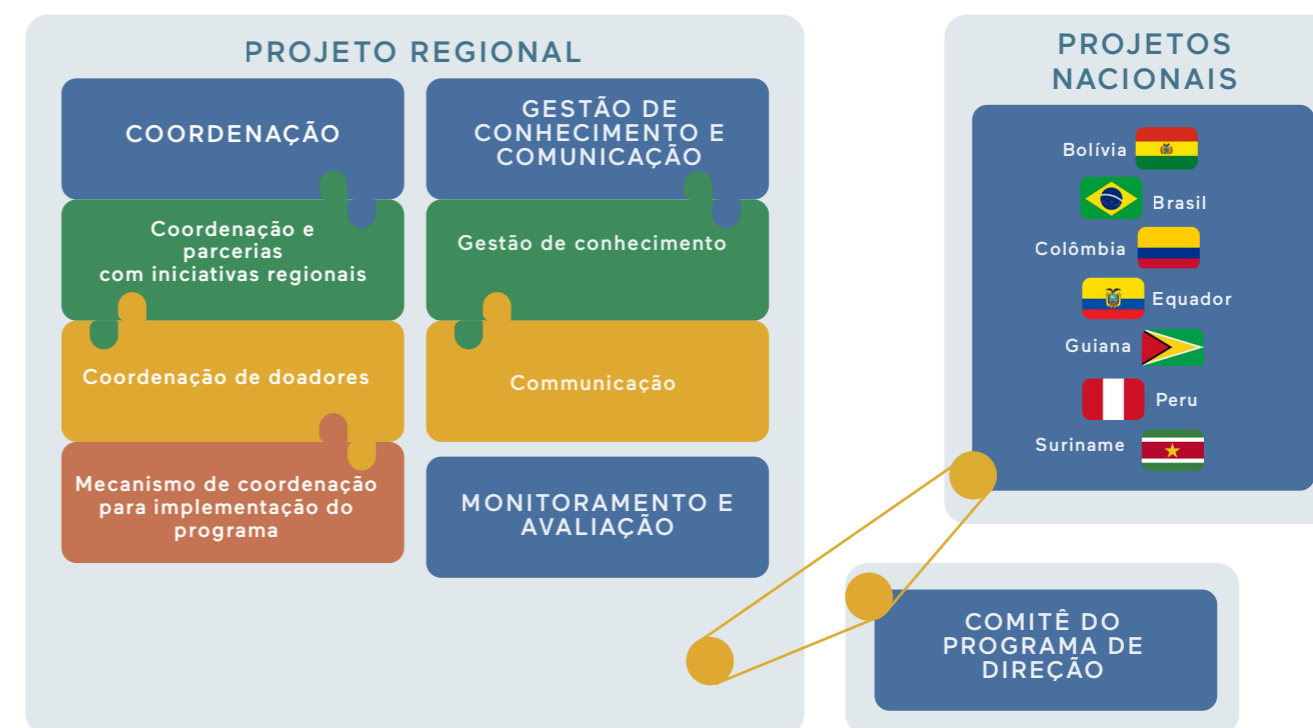 PROJETO REGIONAL
COORDENAÇÃO
Coordenação e
parcerias
com iniciativas regionais
Coordenação de doadores
Mecanismo de coordenação
para implementação do
programa
GESTÃO DE
CONHECIMENTO E
COMUNICAÇÃO
Gestão de conhecimento
Communicação
MONITORAMENTO E
AVALIAÇÃO
PROJETOS
NACIONAIS
Bolívia
Brasil
Colômbia
Equador
Guiana
Peru
Suriname
COMITÊ DO
PROGRAMA DE
DIREÇÃO